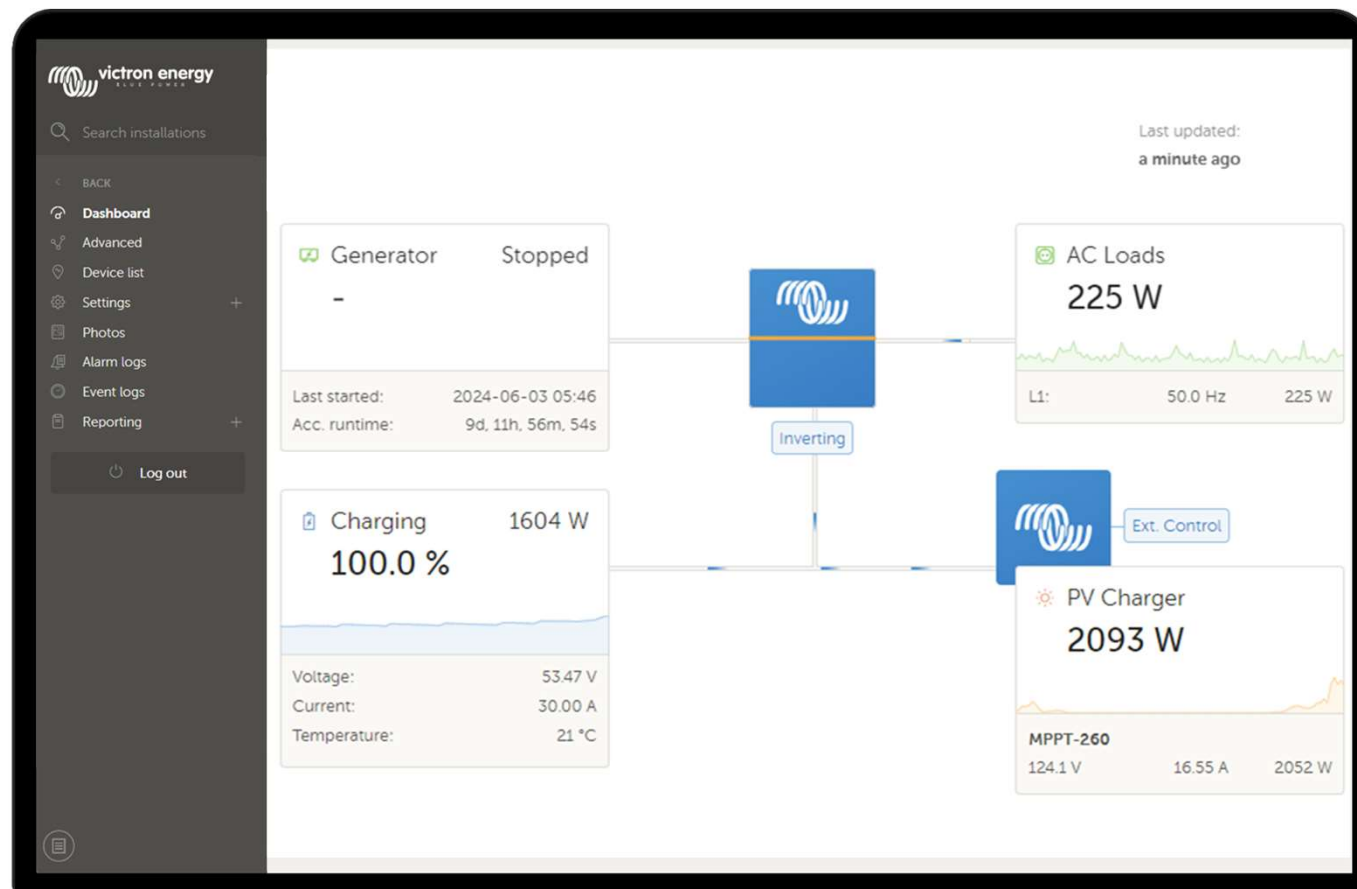 victron energy
BLUE POWER
Search installations
BACK
Dashboard
Advanced
Device list
Settings
Photos
Alarm logs
Event logs
Reporting
Log out
Last updated:
a minute ago
Generator Stopped
-
Last started: 2024-06-03 05:46
Acc. runtime: 9d, 11h, 56m, 54s
Inverting
AC Loads
225 W
L1: 50.0 Hz 225 W
Charging 1604 W
100.0 %
Voltage: 53.47 V
Current: 30.00 A
Temperature: 21 °C
Ext. Control
PV Charger
2093 W
MPPT-260
124.1 V 16.55 A 2052 W